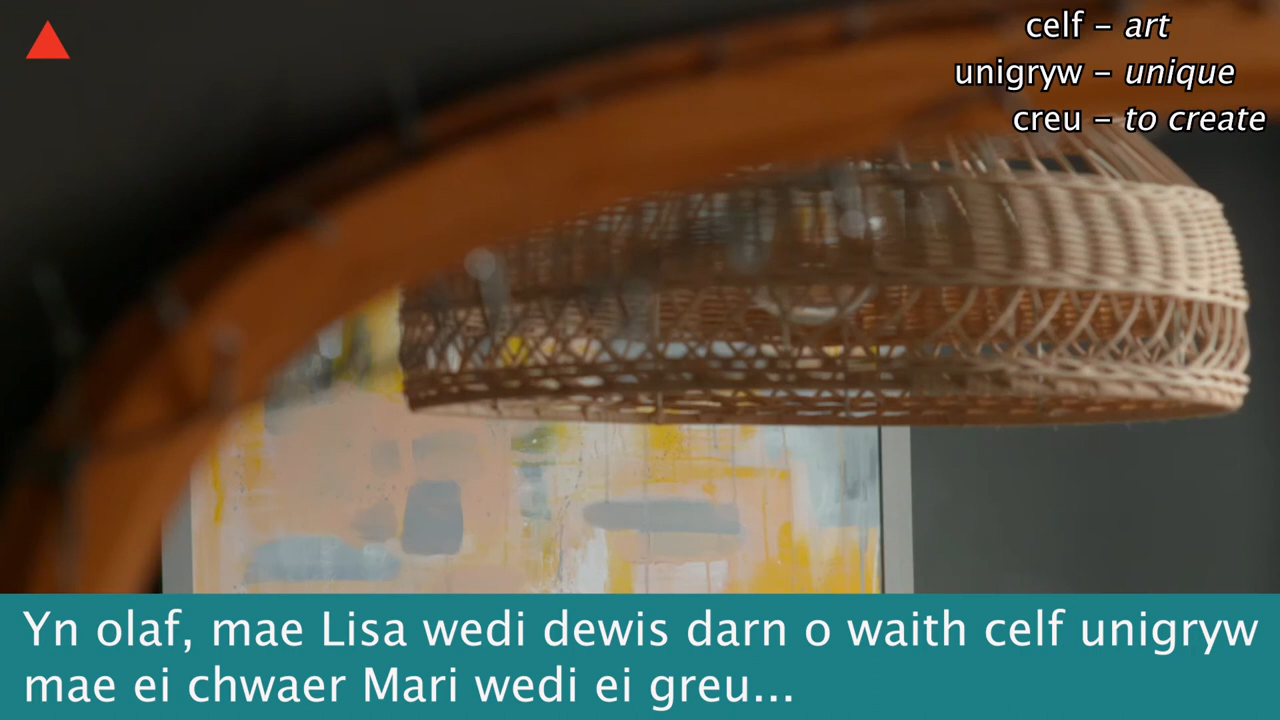 celf – art
unigryw – unique
creu – to create
Yn olaf, mae Lisa wedi dewis darn o waith celf unigryw
mae ei chwaer Mari wedi ei greu...